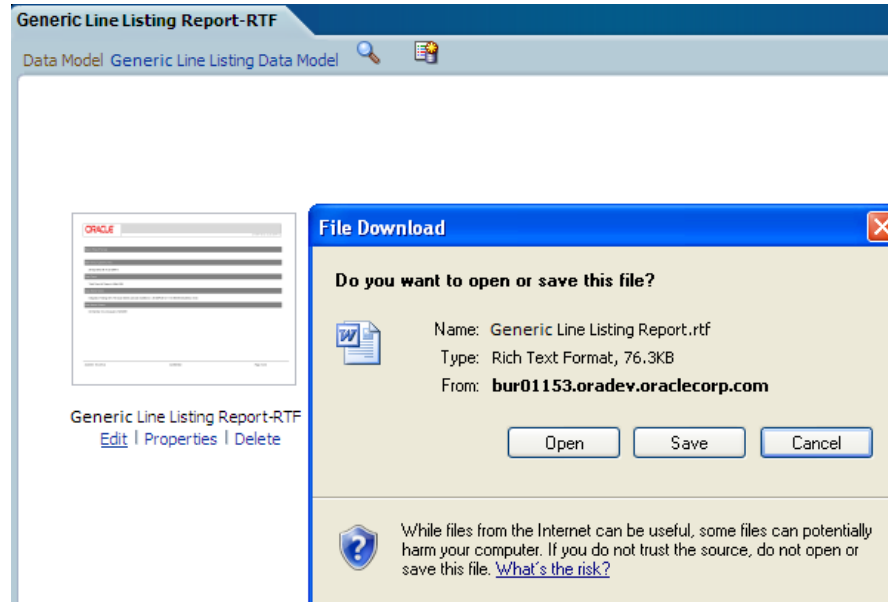 Generic Line Listing Report-RTF
Data Model Generic Line Listing Data Model
ORACLE
Generic Line Listing Report-RTF
Edit | Properties | Delete
File Download
Do you want to open or save this file?
Name: Generic Line Listing Report.rtf
Type: Rich Text Format, 76.3KB
From: bur01153.oradev.oraclecorp.com
Open Save Cancel
While files from the Internet can be useful, some files can potentially
harm your computer. If you do not trust the source, do not open or
save this file. What's the risk?